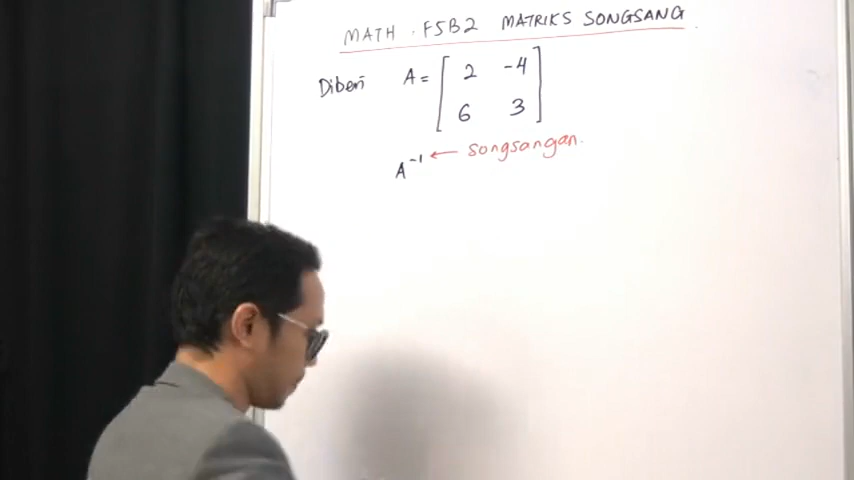 MATH . F5B2 MATRIKS SONGSANG
Diberi A = [ 2 -4
6 3 ]
A⁻¹ ← songsangan.